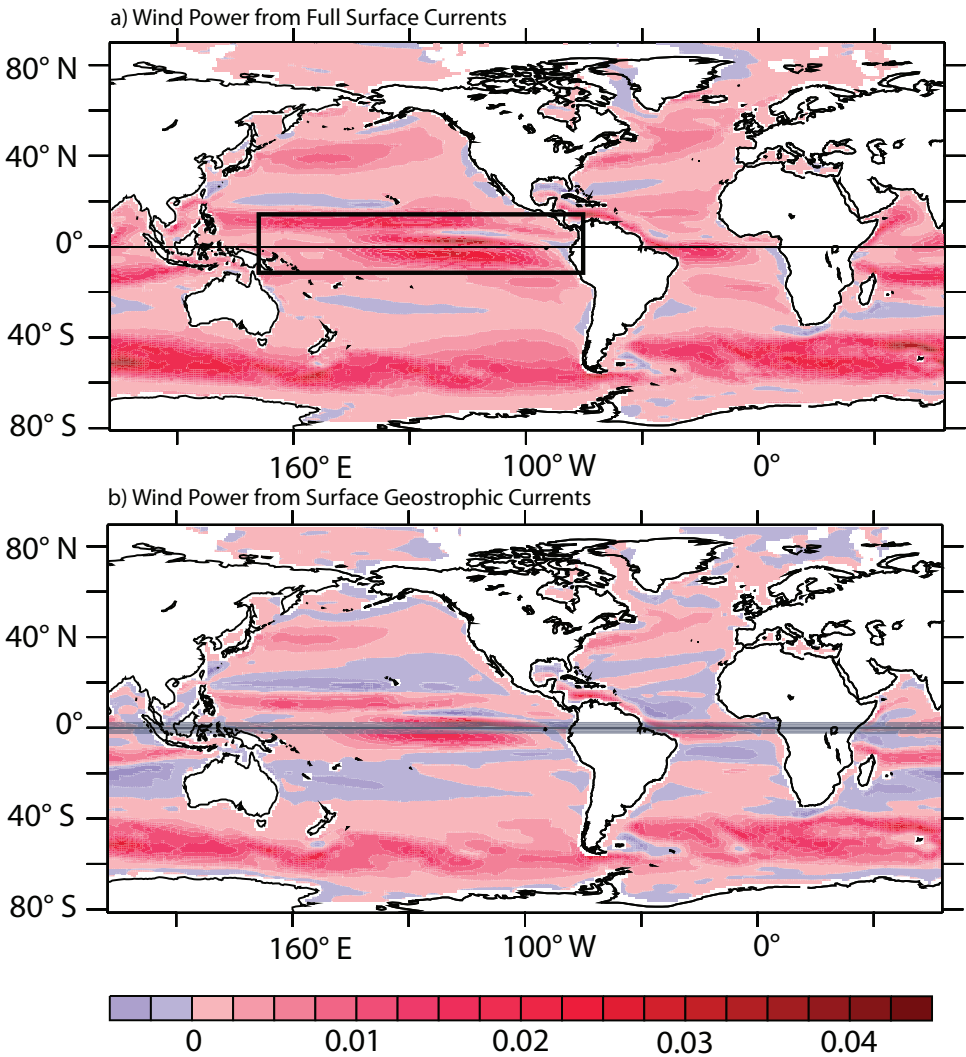 a) Wind Power from Full Surface Currents
80° N
40° N
0°
40° S
80° S
160° E
100° W
0°
b) Wind Power from Surface Geostrophic Currents
80° N
40° N
0°
40° S
80° S
160° E
100° W
0°
0
0.01
0.02
0.03
0.04